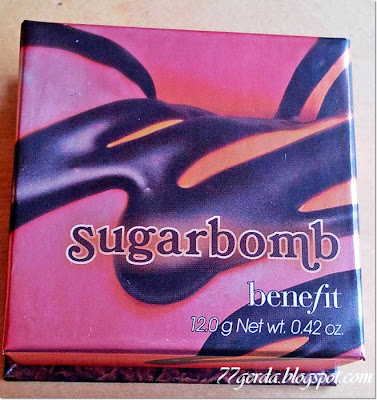 sugarbomb
benefit
12.0 g Net wt. 0.42 oz.
77gerda.blogspot.com